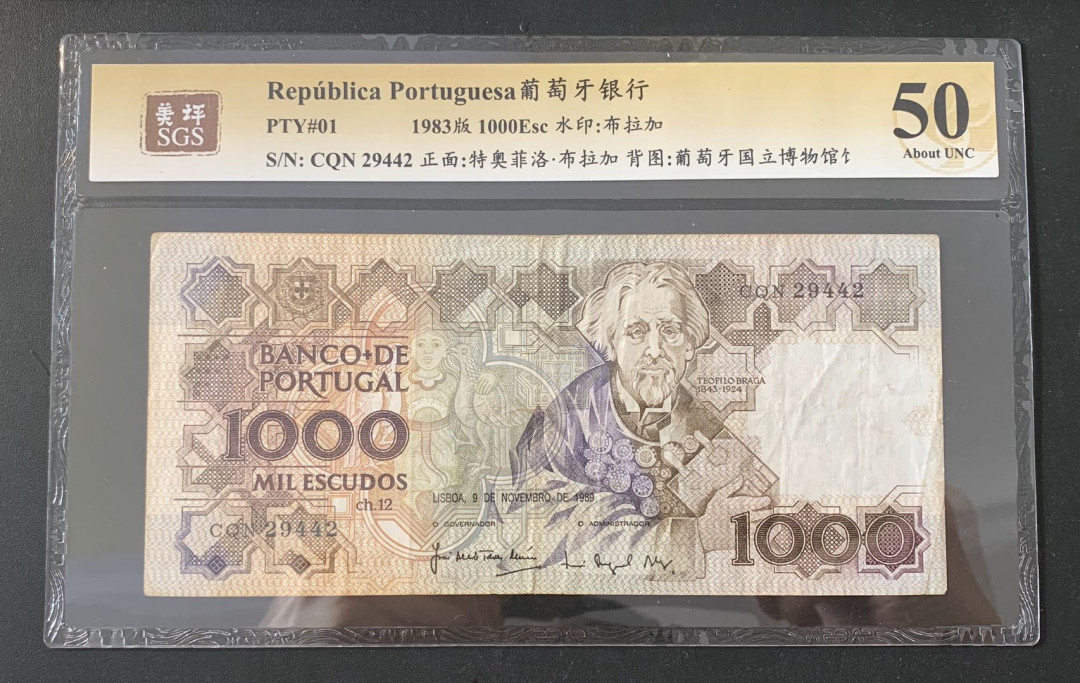 República Portuguesa葡萄牙银行
美坪
SGS
PTY#01 1983版 1000Esc 水印:布拉加
S/N: CQN 29442 正面:特奥菲洛·布拉加 背图:葡萄牙国立博物馆
50
About UNC
CQN 29442
BANCO DE
PORTUGAL
1000
MIL ESCUDOS
ch.12
TEOFILO BRAGA
1843-1924
LISBOA, 9 DE NOVEMBRO DE 1989
O GOVERNADOR O ADMINISTRADOR
CQN 29442
1000